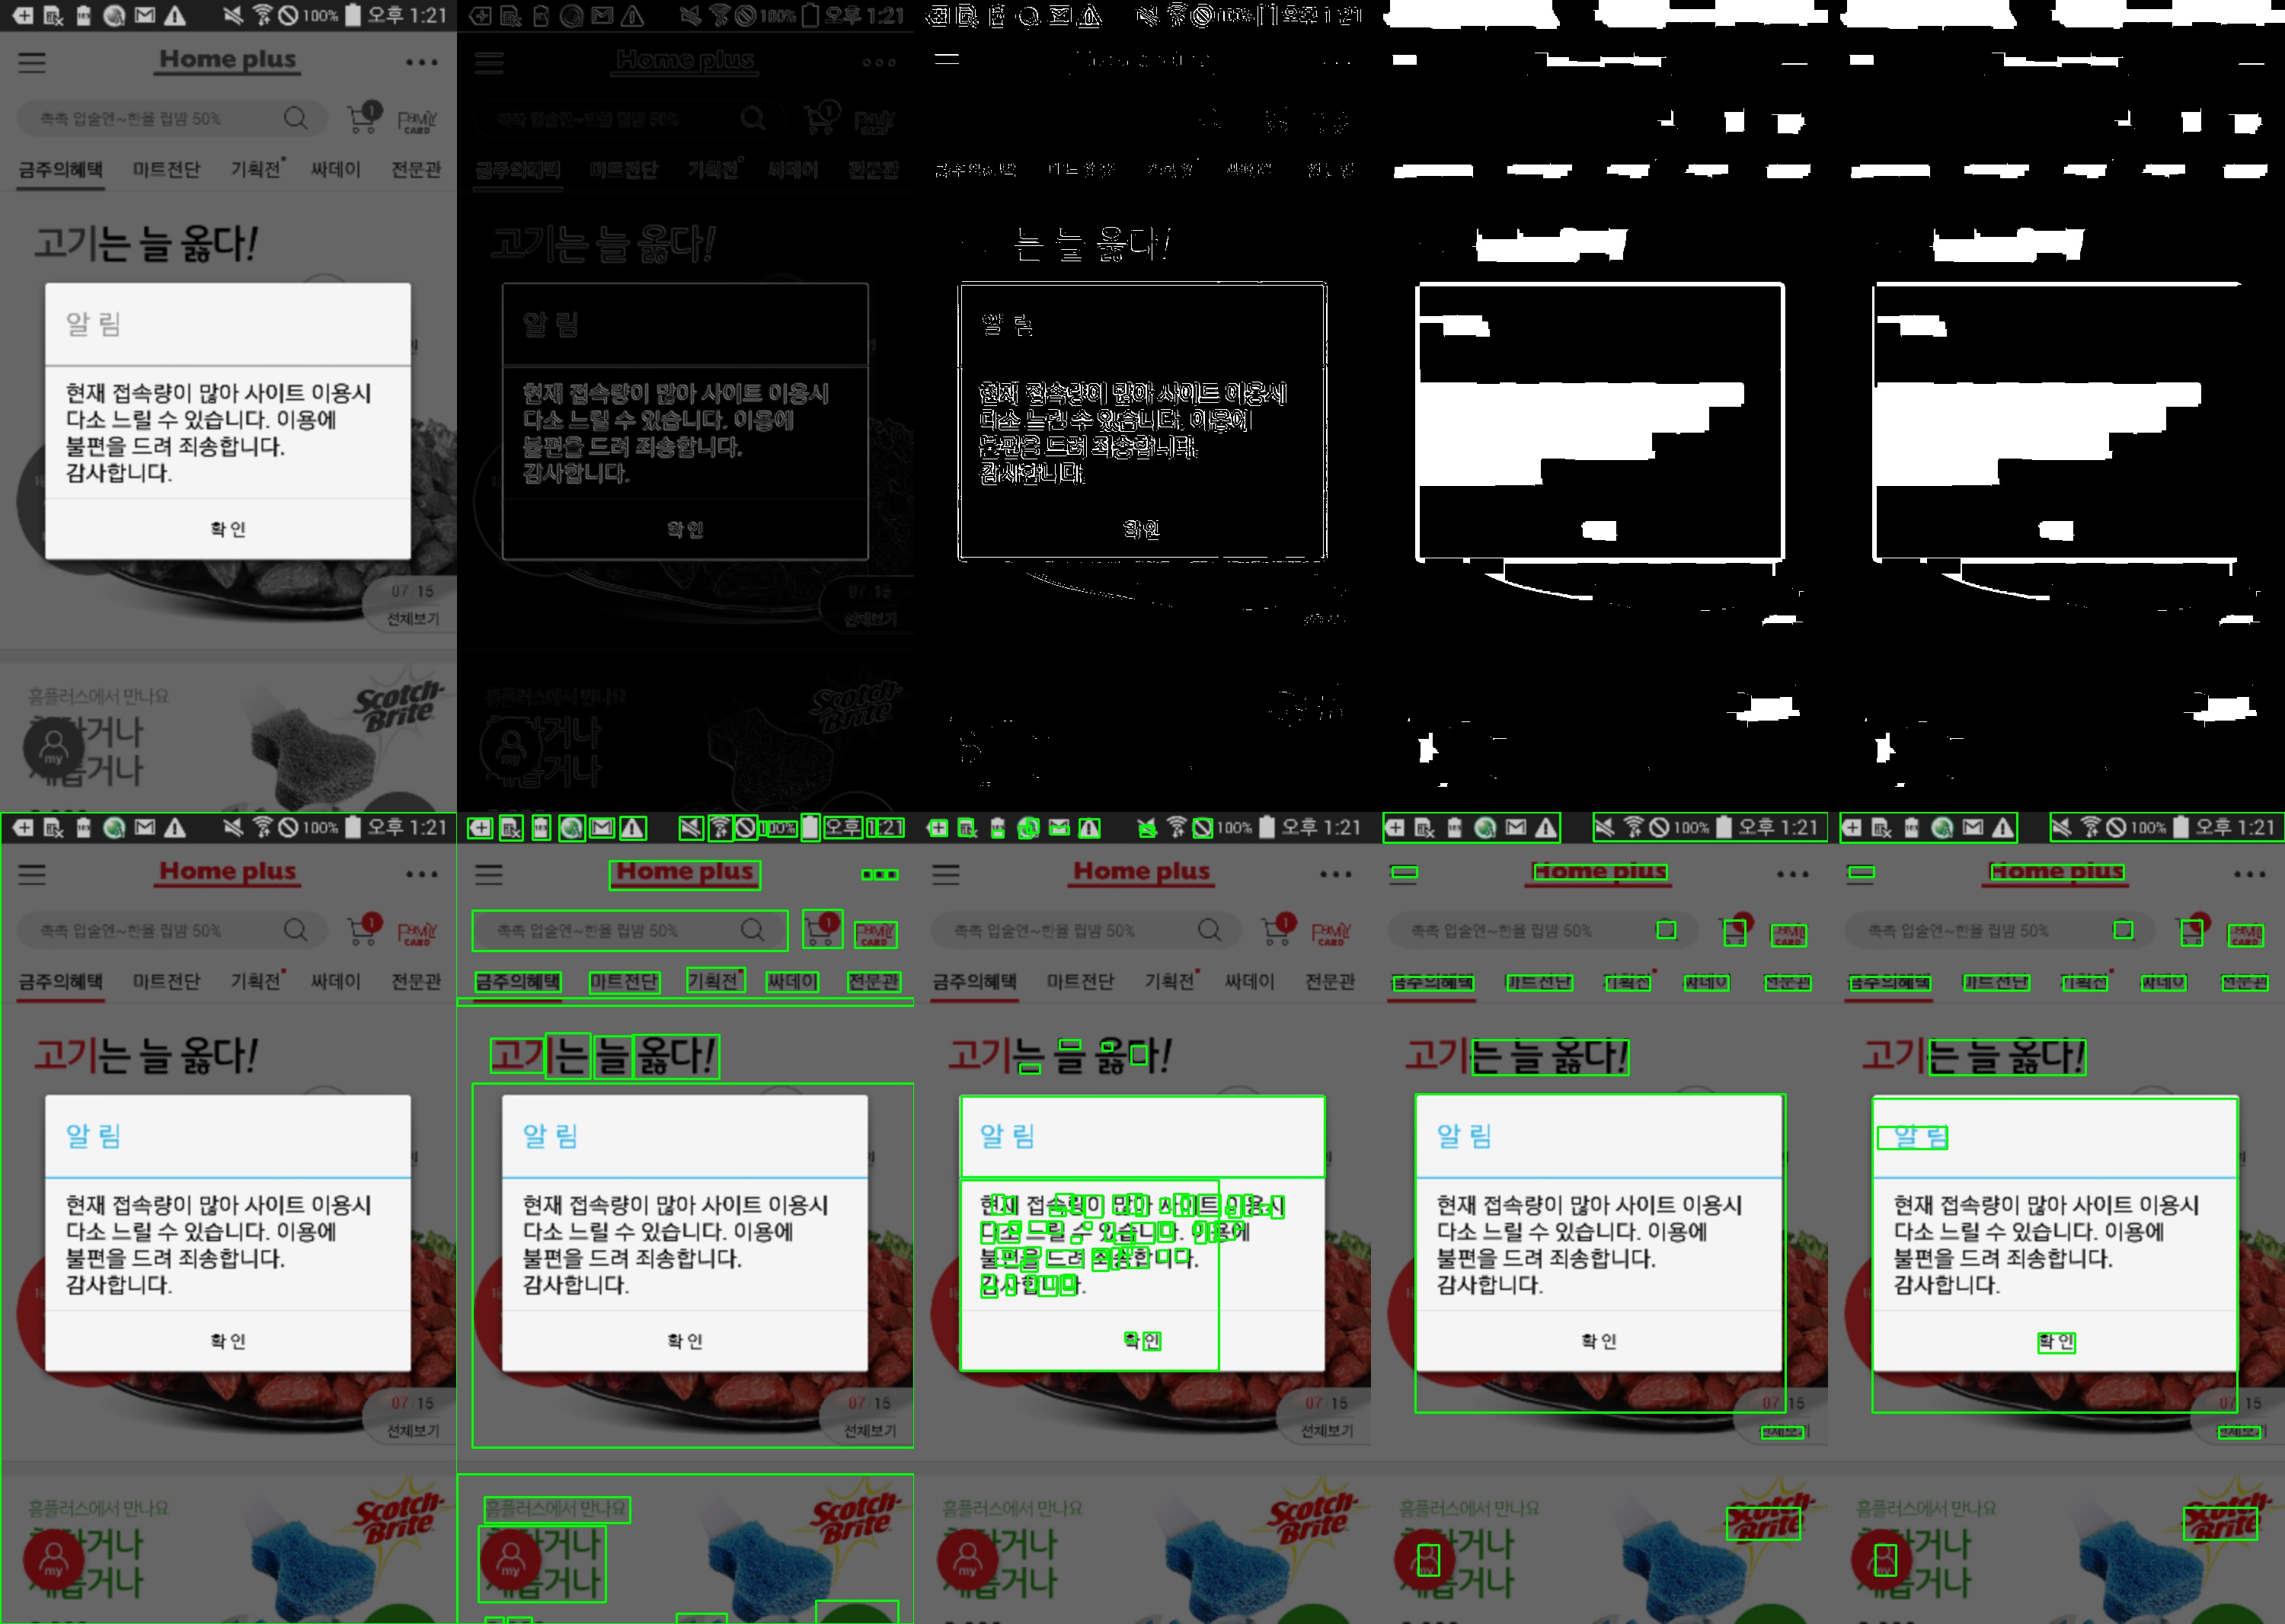 100% 오후 1:21
Home plus
촉촉 입술엔~한율 립밤 50%
1
FAMILY CARD
금주의혜택 마트전단 기획전 싸데이 전문관
고기는 늘 옳다!
알 림
현재 접속량이 많아 사이트 이용시
다소 느릴 수 있습니다. 이용에
불편을 드려 죄송합니다.
감사합니다.
확 인
07 15
전체보기
홈플러스에서 만나요
Scotch-
Brite
거나
my
거나